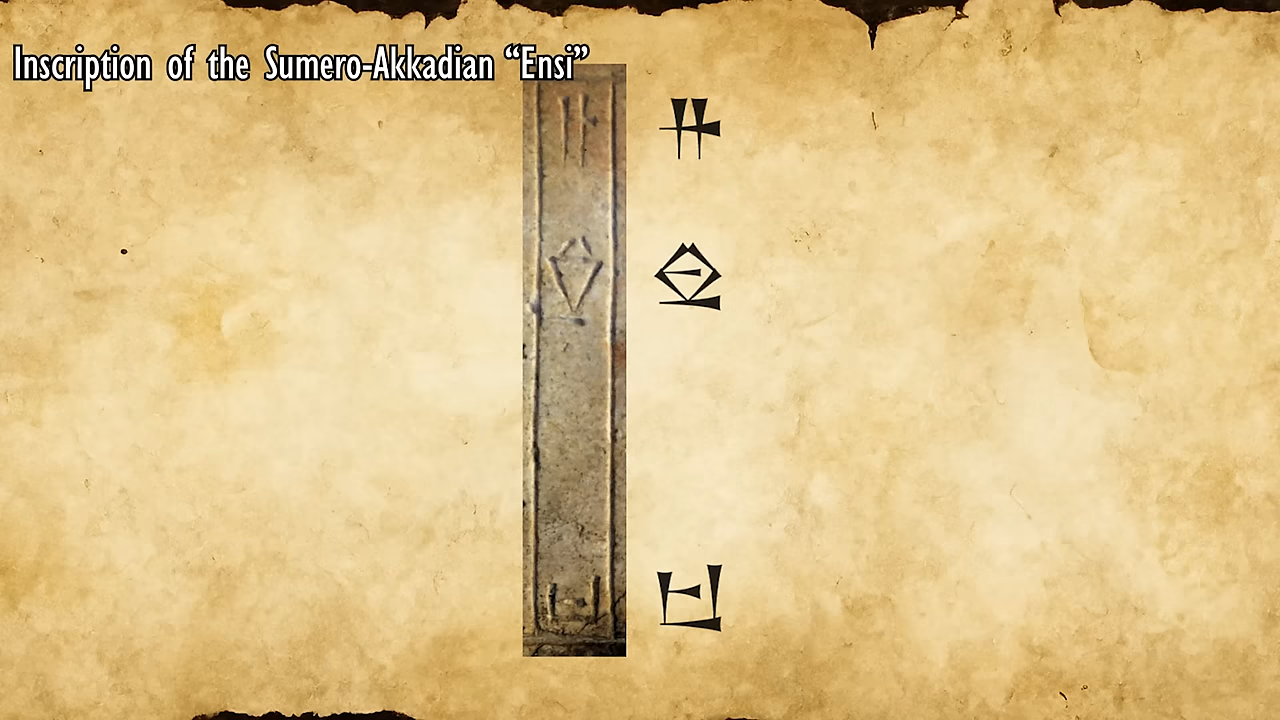 Inscription of the Sumero-Akkadian “Ensi”
𒉺 𒉺
𒋼 𒋼
𒋛 𒋛